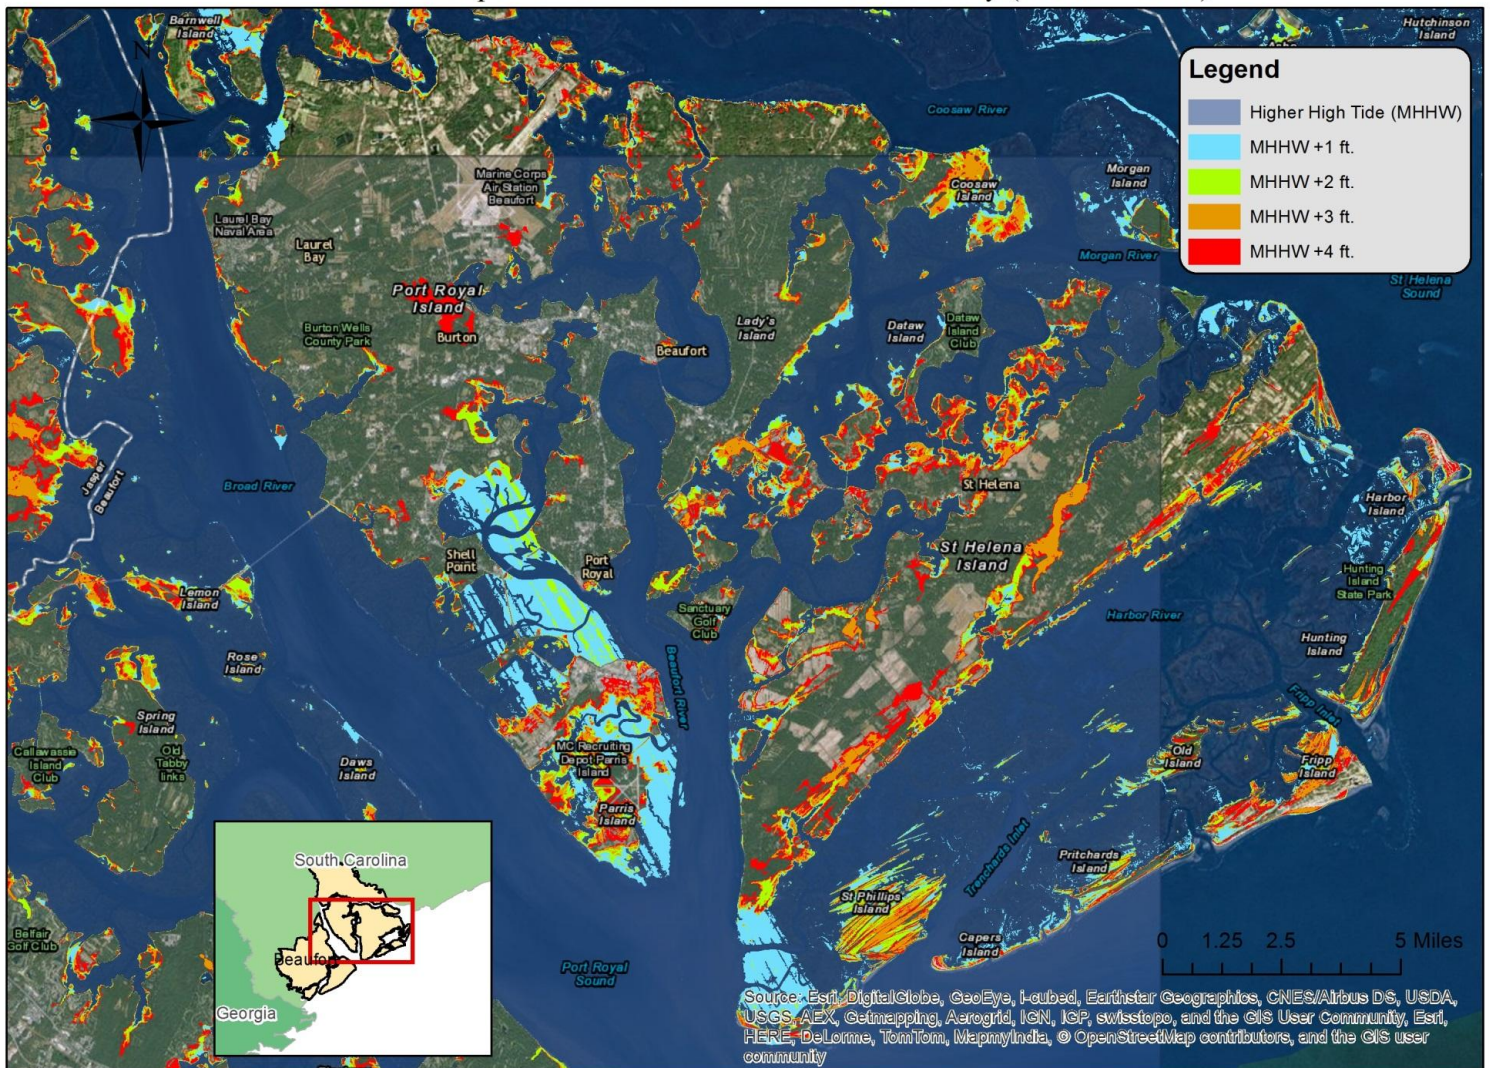 Barnwell
Island
N
Hutchinson
Island
Legend
Higher High Tide (MHHW)
MHHW +1 ft.
MHHW +2 ft.
MHHW +3 ft.
MHHW +4 ft.
Coosaw River
Marine Corps
Air Station
Beaufort
Coosaw
Island
Morgan
Island
Laurel Bay
Naval Area
Laurel
Bay
Morgan River
St Helena
Sound
Port Royal
Island
Burton Wells
County Park
Burton
Beaufort
Lady's
Island
Dataw
Island
Dataw
Island
Club
Jasper
Beaufort
Broad River
St Helena
Harbor
Island
Shell
Point
Port
Royal
St Helena
Island
Hunting
Island
State Park
Lemon
Island
Sanctuary
Golf
Club
Harbor River
Hunting
Island
Rose
Island
Beaufort River
Fripp Inlet
Spring
Island
Callawassie
Island
Club
Old
Tabby
links
Daws
Island
MC Recruiting
Depot Parris
Island
Parris
Island
Old
Island
Fripp
Island
Trenchards Inlet
Pritchards
Island
St Phillips
Island
Capers
Island
Belfair
Golf Club
Port Royal
Sound
South Carolina
Beaufort
Georgia
0 1.25 2.5 5 Miles
Source: Esri, DigitalGlobe, GeoEye, i-cubed, Earthstar Geographics, CNES/Airbus DS, USDA,
USGS, AEX, Getmapping, Aerogrid, IGN, IGP, swisstopo, and the GIS User Community, Esri,
HERE, DeLorme, TomTom, MapmyIndia, © OpenStreetMap contributors, and the GIS user
community